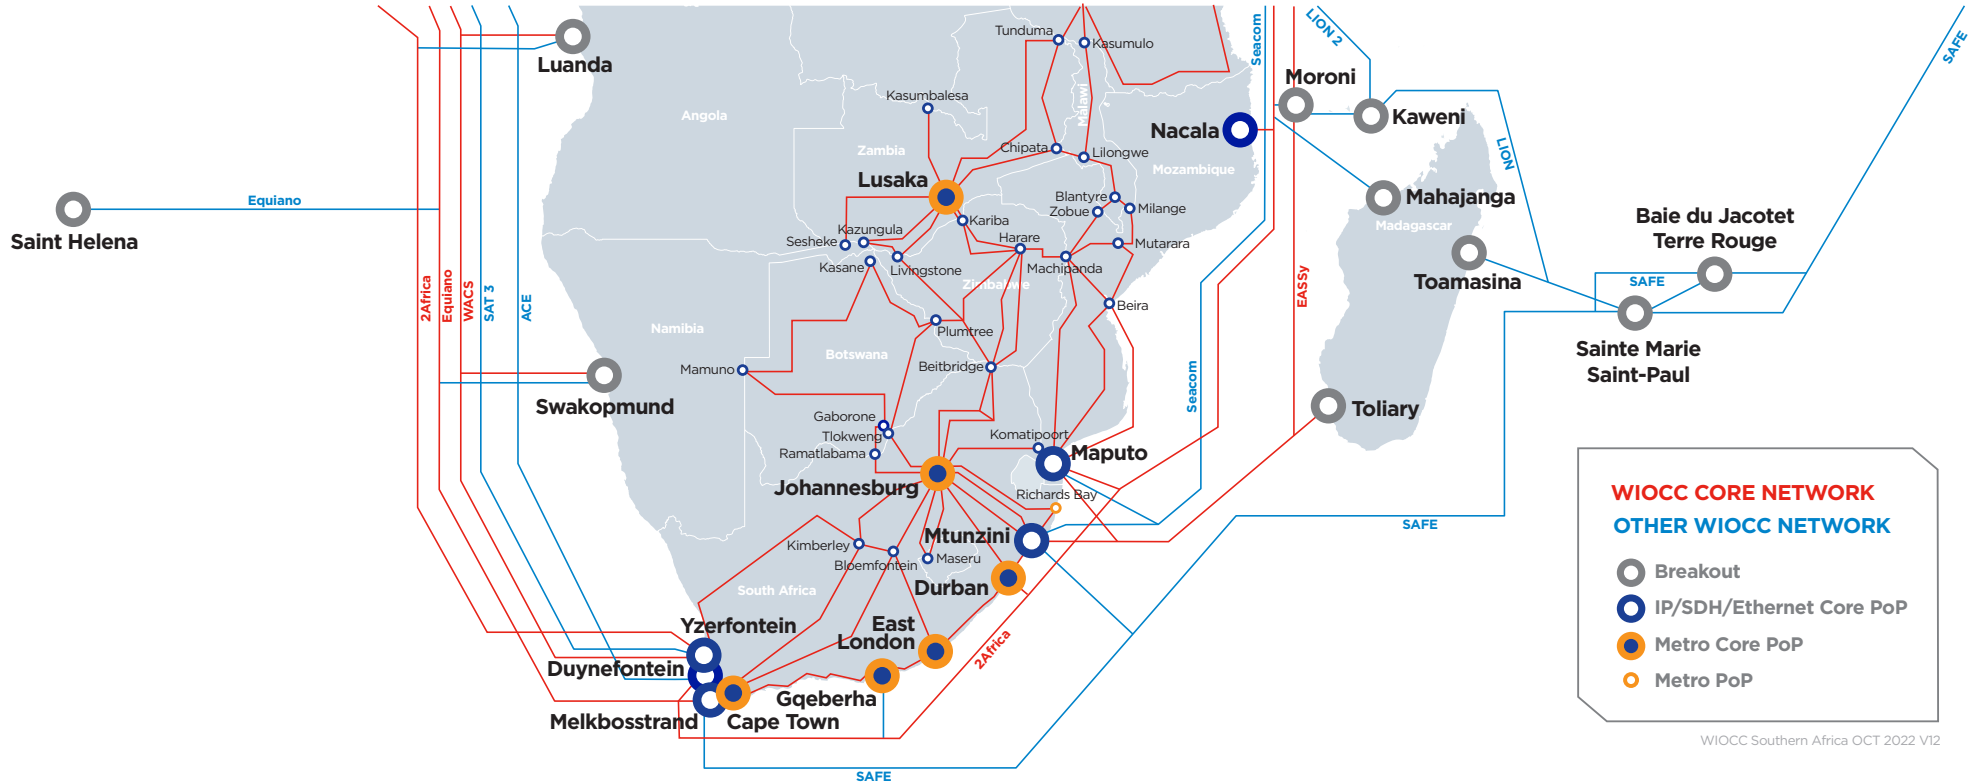 Tunduma
Kasumulo
Seacom
LION 2
SAFE
Luanda
Moroni
Kasumbalesa
Malawi
Angola
Kaweni
Nacala
Zambia
Chipata
Lilongwe
LION
Mozambique
Lusaka
Blantyre
Mahajanga
Equiano
Zobue
Milange
Kariba
Madagascar
Baie du Jacotet
Terre Rouge
Saint Helena
Kazungula
Sesheke
Harare
Mutarara
Kasane
Livingstone
Machipanda
Zimbabwe
Toamasina
SAFE
2Africa
Equiano
WACS
SAT 3
ACE
EASSy
Beira
Namibia
Plumtree
Botswana
Sainte Marie
Saint-Paul
Mamuno
Beitbridge
Seacom
Swakopmund
Toliary
Gaborone
Tlokweng
Komatipoort
Ramatlabama
Maputo
Johannesburg
Richards Bay
WIOCC CORE NETWORK
OTHER WIOCC NETWORK
SAFE
Mtunzini
Kimberley
Bloemfontein
Maseru
Breakout
Durban
South Africa
IP/SDH/Ethernet Core PoP
Yzerfontein
East
London
2Africa
Metro Core PoP
Duynefontein
Metro PoP
Gqeberha
Melkbosstrand
Cape Town
WIOCC Southern Africa OCT 2022 V12
SAFE